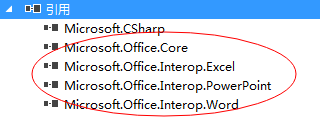 引用
Microsoft.CSharp
Microsoft.Office.Core
Microsoft.Office.Interop.Excel
Microsoft.Office.Interop.PowerPoint
Microsoft.Office.Interop.Word